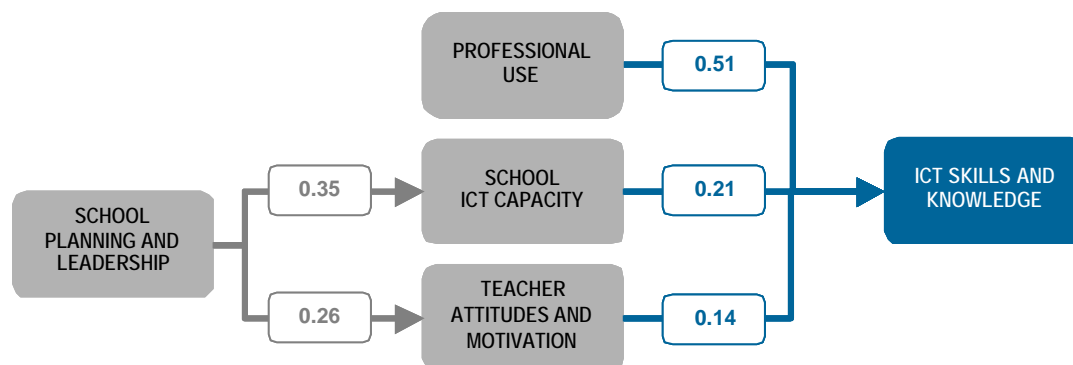 PROFESSIONAL
USE
0.51
0.35
SCHOOL
ICT CAPACITY
0.21
ICT SKILLS AND
KNOWLEDGE
SCHOOL
PLANNING AND
LEADERSHIP
0.26
TEACHER
ATTITUDES AND
MOTIVATION
0.14